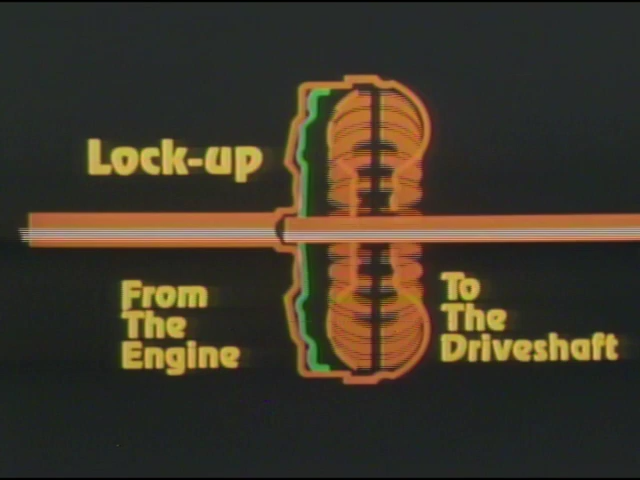 Lock-up
From
The
Engine
To
The
Driveshaft